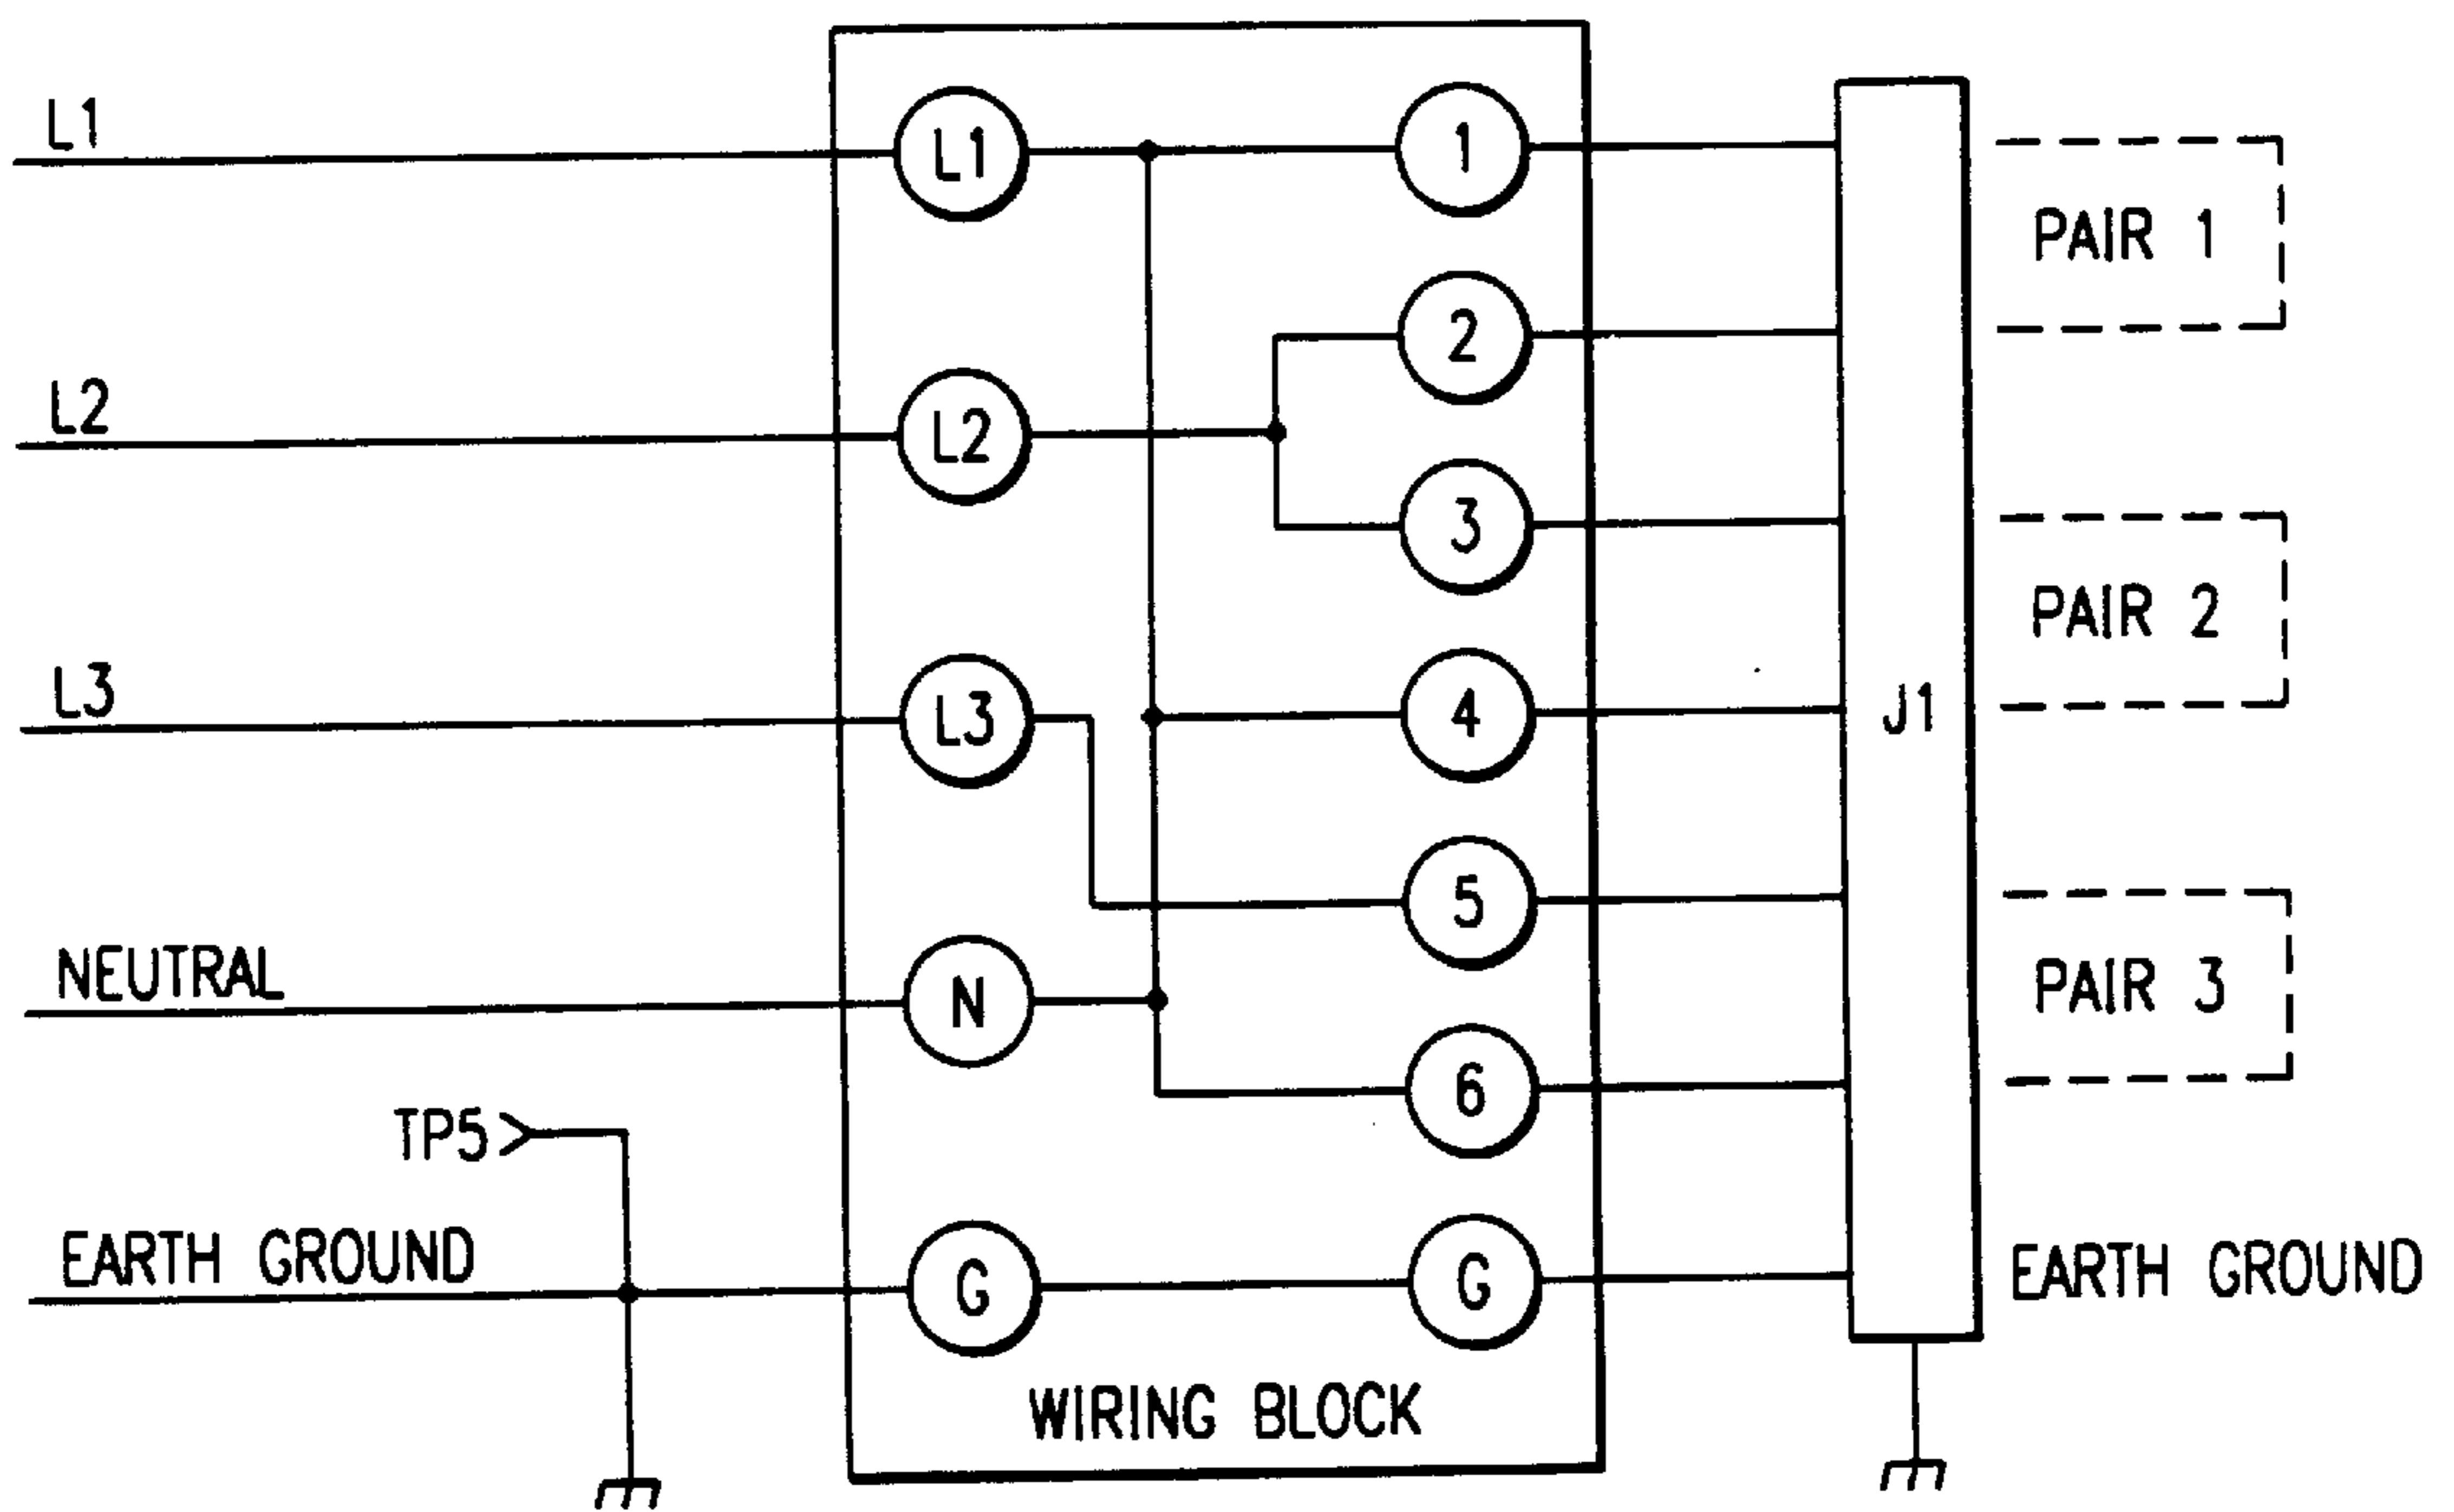 L1
L1
1
PAIR 1
2
L2
L2
3
PAIR 2
L3
L3
4
J1
5
NEUTRAL
N
PAIR 3
6
TP5
EARTH GROUND
G
G
EARTH GROUND
WIRING BLOCK